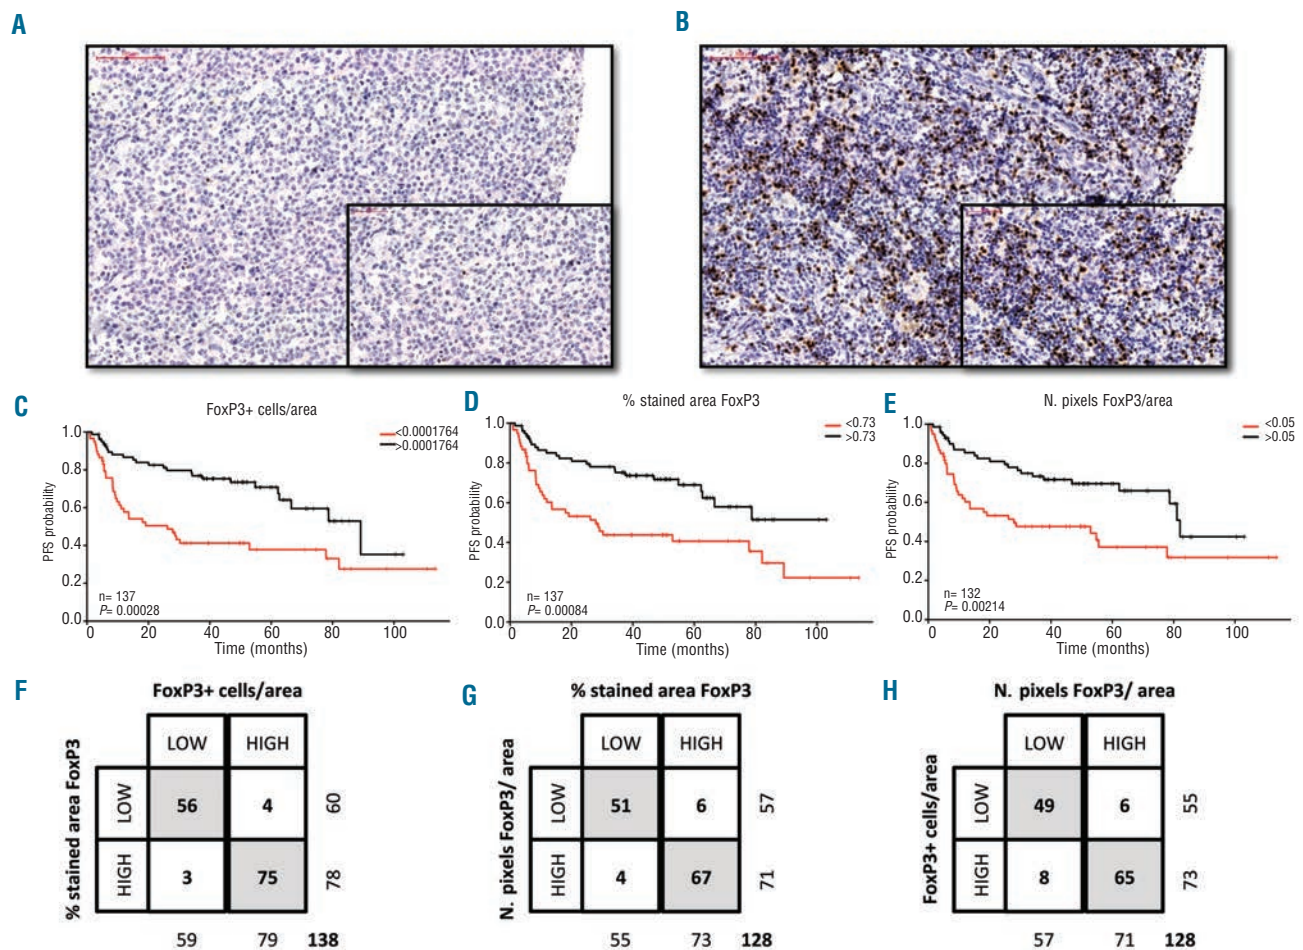 A
B
C
FoxP3+ cells/area
<0.0001764
>0.0001764
PFS probability
1.0
0.8
0.6
0.4
0.2
0.0
n= 137
P= 0.00028
0 20 40 60 80 100
Time (months)
D
% stained area FoxP3
<0.73
>0.73
PFS probability
1.0
0.8
0.6
0.4
0.2
0.0
n= 137
P= 0.00084
0 20 40 60 80 100
Time (months)
E
N. pixels FoxP3/area
<0.05
>0.05
PFS probability
1.0
0.8
0.6
0.4
0.2
0.0
n= 132
P= 0.00214
0 20 40 60 80 100
Time (months)
F
FoxP3+ cells/area
% stained area FoxP3
LOW HIGH
LOW 56 4 60
HIGH 3 75 78
59 79 138
G
% stained area FoxP3
N. pixels FoxP3/ area
LOW HIGH
LOW 51 6 57
HIGH 4 67 71
55 73 128
H
N. pixels FoxP3/ area
FoxP3+ cells/area
LOW HIGH
LOW 49 6 55
HIGH 8 65 73
57 71 128